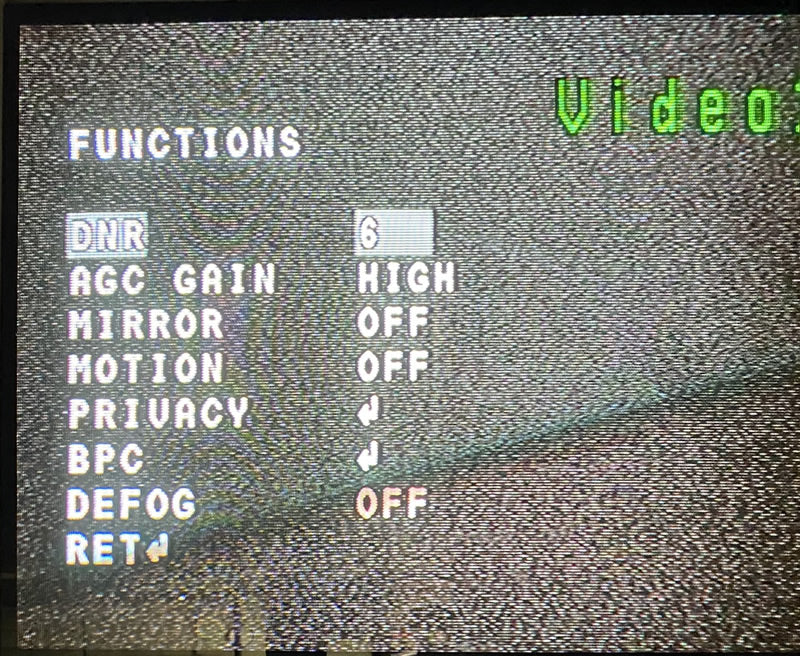 Video
FUNCTIONS
DNR 6
AGC GAIN HIGH
MIRROR OFF
MOTION OFF
PRIVACY ↲
BPC ↲
DEFOG OFF
RET↲